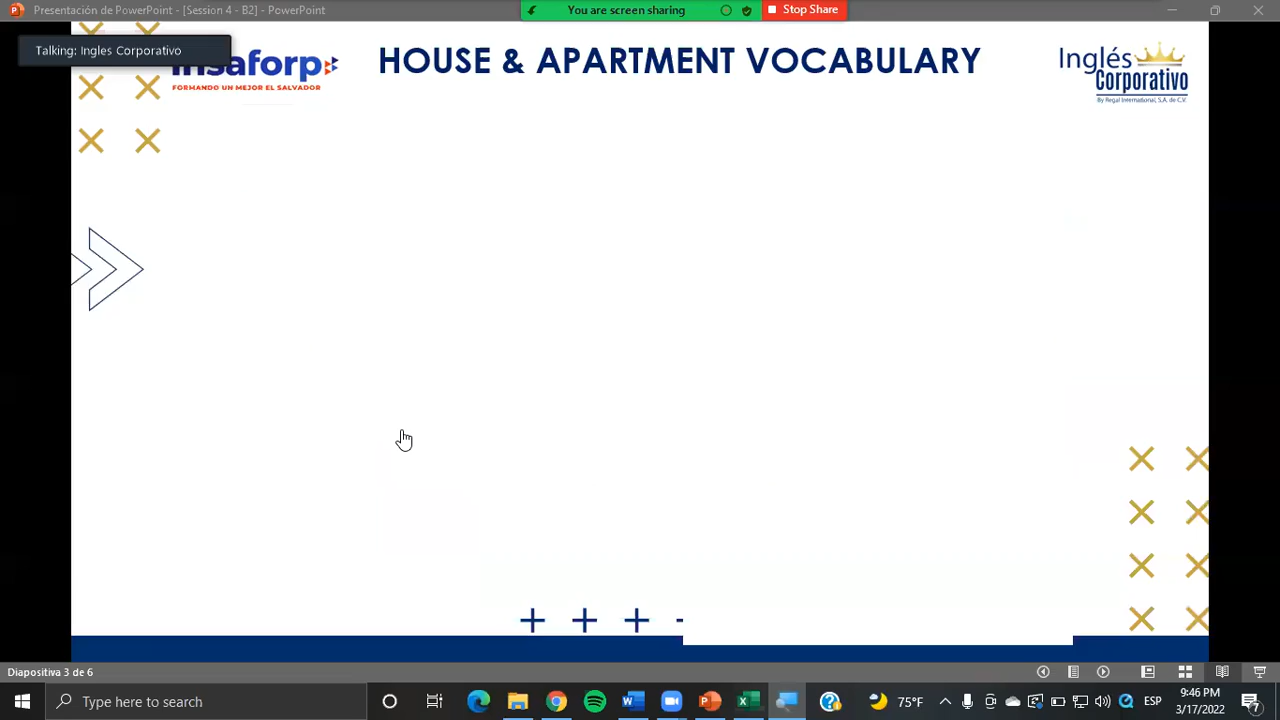 Presentación de PowerPoint - [Session 4 - B2] - PowerPoint
You are screen sharing
Stop Share
Talking: Ingles Corporativo
insaforp
FORMANDO UN MEJOR EL SALVADOR
HOUSE & APARTMENT VOCABULARY
Inglés
Corporativo
By Regal International, S.A. de C.V.
Diapositiva 3 de 6
Type here to search
75°F
ESP
9:46 PM
3/17/2022
7